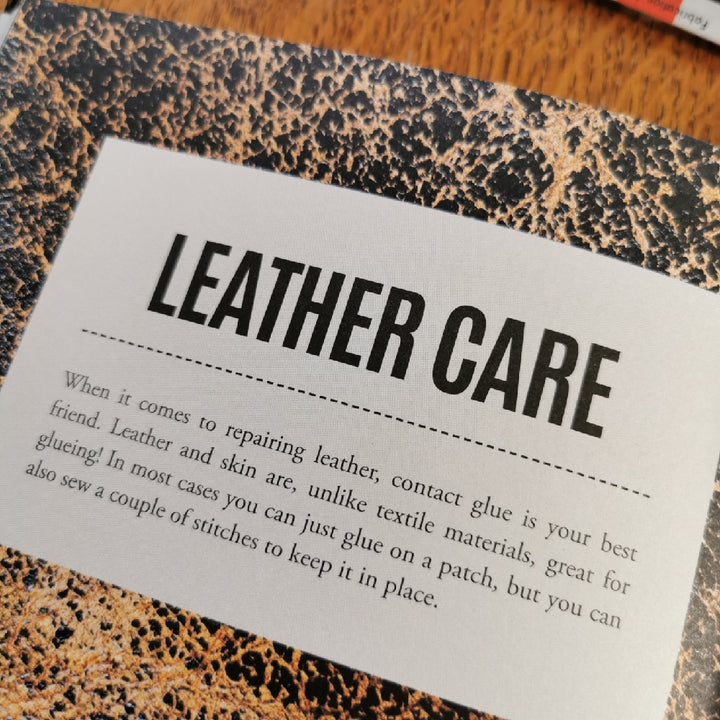 Fabrication
LEATHER CARE
When it comes to repairing leather, contact glue is your best
friend. Leather and skin are, unlike textile materials, great for
glueing! In most cases you can just glue on a patch, but you can
also sew a couple of stitches to keep it in place.